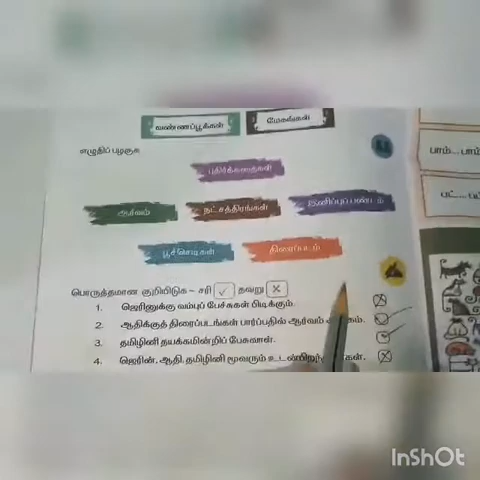 வண்ணப்பூக்கள் மேகங்கள்
எழுதிப் பழகுக
புதிர்க்கதைகள்
பாம்... பாம்
ஆர்வம் நட்சத்திரங்கள் இனிப்புப் பண்டம்
பூச்செடிகள் திரைப்படம்
பொருத்தமான குறியிடுக - சரி ✓ தவறு ×
1. ஜெரினுக்கு வம்புப் பேச்சுகள் பிடிக்கும்.
2. ஆதிக்குத் திரைப்படங்கள் பார்ப்பதில் ஆர்வம்
3. தமிழினி தயக்கமின்றிப் பேசுவாள்.
4. ஜெரின், ஆதி, தமிழினி மூவரும்
InShOt